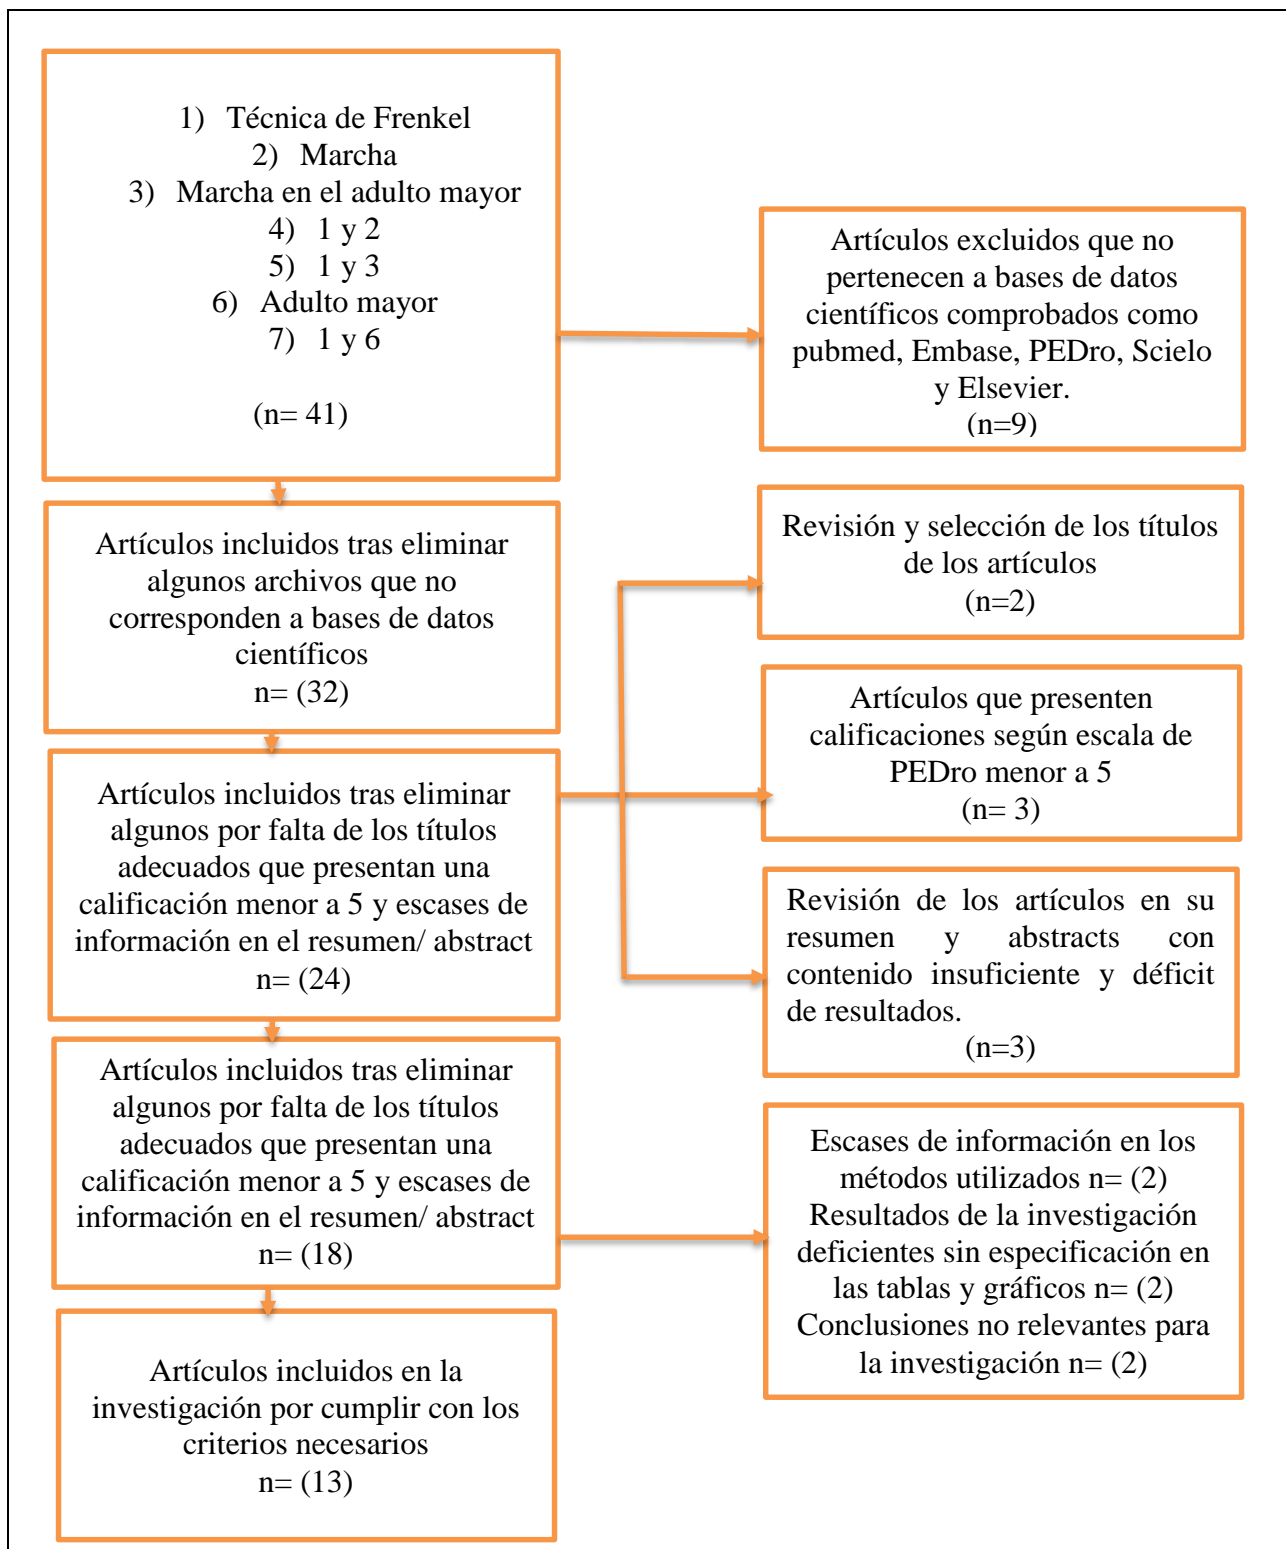 1) Técnica de Frenkel
2) Marcha
3) Marcha en el adulto mayor
4) 1 y 2
5) 1 y 3
6) Adulto mayor
7) 1 y 6
(n= 41)
Artículos excluidos que no
pertenecen a bases de datos
científicos comprobados como
pubmed, Embase, PEDro, Scielo
y Elsevier.
(n=9)
Artículos incluidos tras eliminar
algunos archivos que no
corresponden a bases de datos
científicos
n= (32)
Revisión y selección de los títulos
de los artículos
(n=2)
Artículos que presenten
calificaciones según escala de
PEDro menor a 5
(n= 3)
Artículos incluidos tras eliminar
algunos por falta de los títulos
adecuados que presentan una
calificación menor a 5 y escases de
información en el resumen/ abstract
n= (24)
Revisión de los artículos en su
resumen y abstracts con
contenido insuficiente y déficit
de resultados.
(n=3)
Artículos incluidos tras eliminar
algunos por falta de los títulos
adecuados que presentan una
calificación menor a 5 y escases de
información en el resumen/ abstract
n= (18)
Escases de información en los
métodos utilizados n= (2)
Resultados de la investigación
deficientes sin especificación en
las tablas y gráficos n= (2)
Conclusiones no relevantes para
la investigación n= (2)
Artículos incluidos en la
investigación por cumplir con los
criterios necesarios
n= (13)